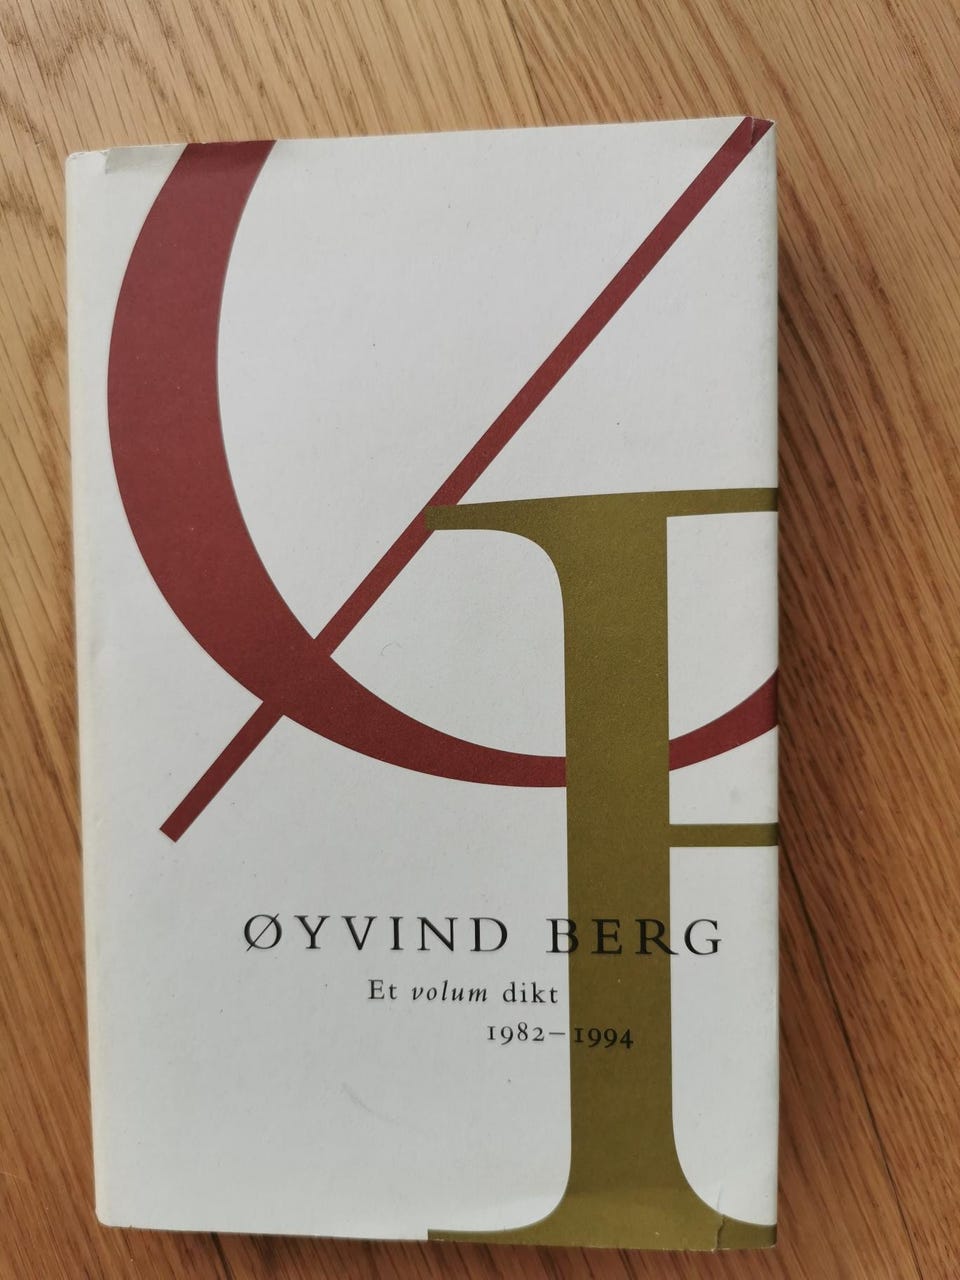 ØYVIND BERG
Et volum dikt
1982–1994